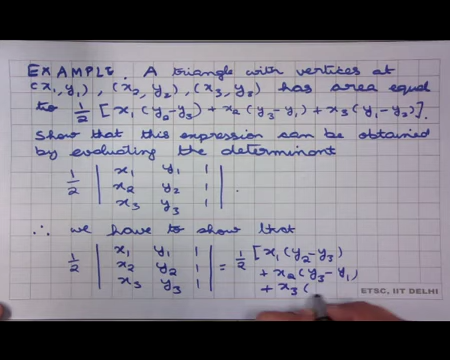 EXAMPLE. A triangle with vertices at
(x₁, y₁), (x₂, y₂), (x₃, y₃) has area equal
to 1/2 [x₁(y₂-y₃) + x₂(y₃-y₁) + x₃(y₁-y₂)].
Show that this expression can be obtained
by evaluating the determinant
1/2 | x₁ y₁ 1 |
| x₂ y₂ 1 |
| x₃ y₃ 1 | .
∴ we have to show that
1/2 | x₁ y₁ 1 | = 1/2 [x₁(y₂-y₃)
| x₂ y₂ 1 | + x₂(y₃-y₁)
| x₃ y₃ 1 | + x₃(
ETSC, IIT DELHI